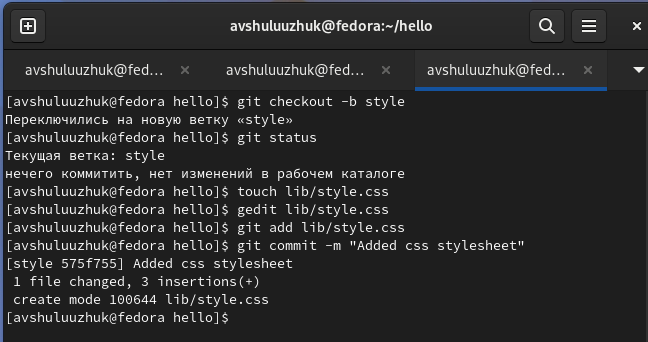 avshuluuzhuk@fedora:~/hello
avshuluuzhuk@fed... avshuluuzhuk@fed... avshuluuzhuk@fed...
[avshuluuzhuk@fedora hello]$ git checkout -b style
Переключились на новую ветку «style»
[avshuluuzhuk@fedora hello]$ git status
Текущая ветка: style
нечего коммитить, нет изменений в рабочем каталоге
[avshuluuzhuk@fedora hello]$ touch lib/style.css
[avshuluuzhuk@fedora hello]$ gedit lib/style.css
[avshuluuzhuk@fedora hello]$ git add lib/style.css
[avshuluuzhuk@fedora hello]$ git commit -m "Added css stylesheet"
[style 575f755] Added css stylesheet
 1 file changed, 3 insertions(+)
 create mode 100644 lib/style.css
[avshuluuzhuk@fedora hello]$